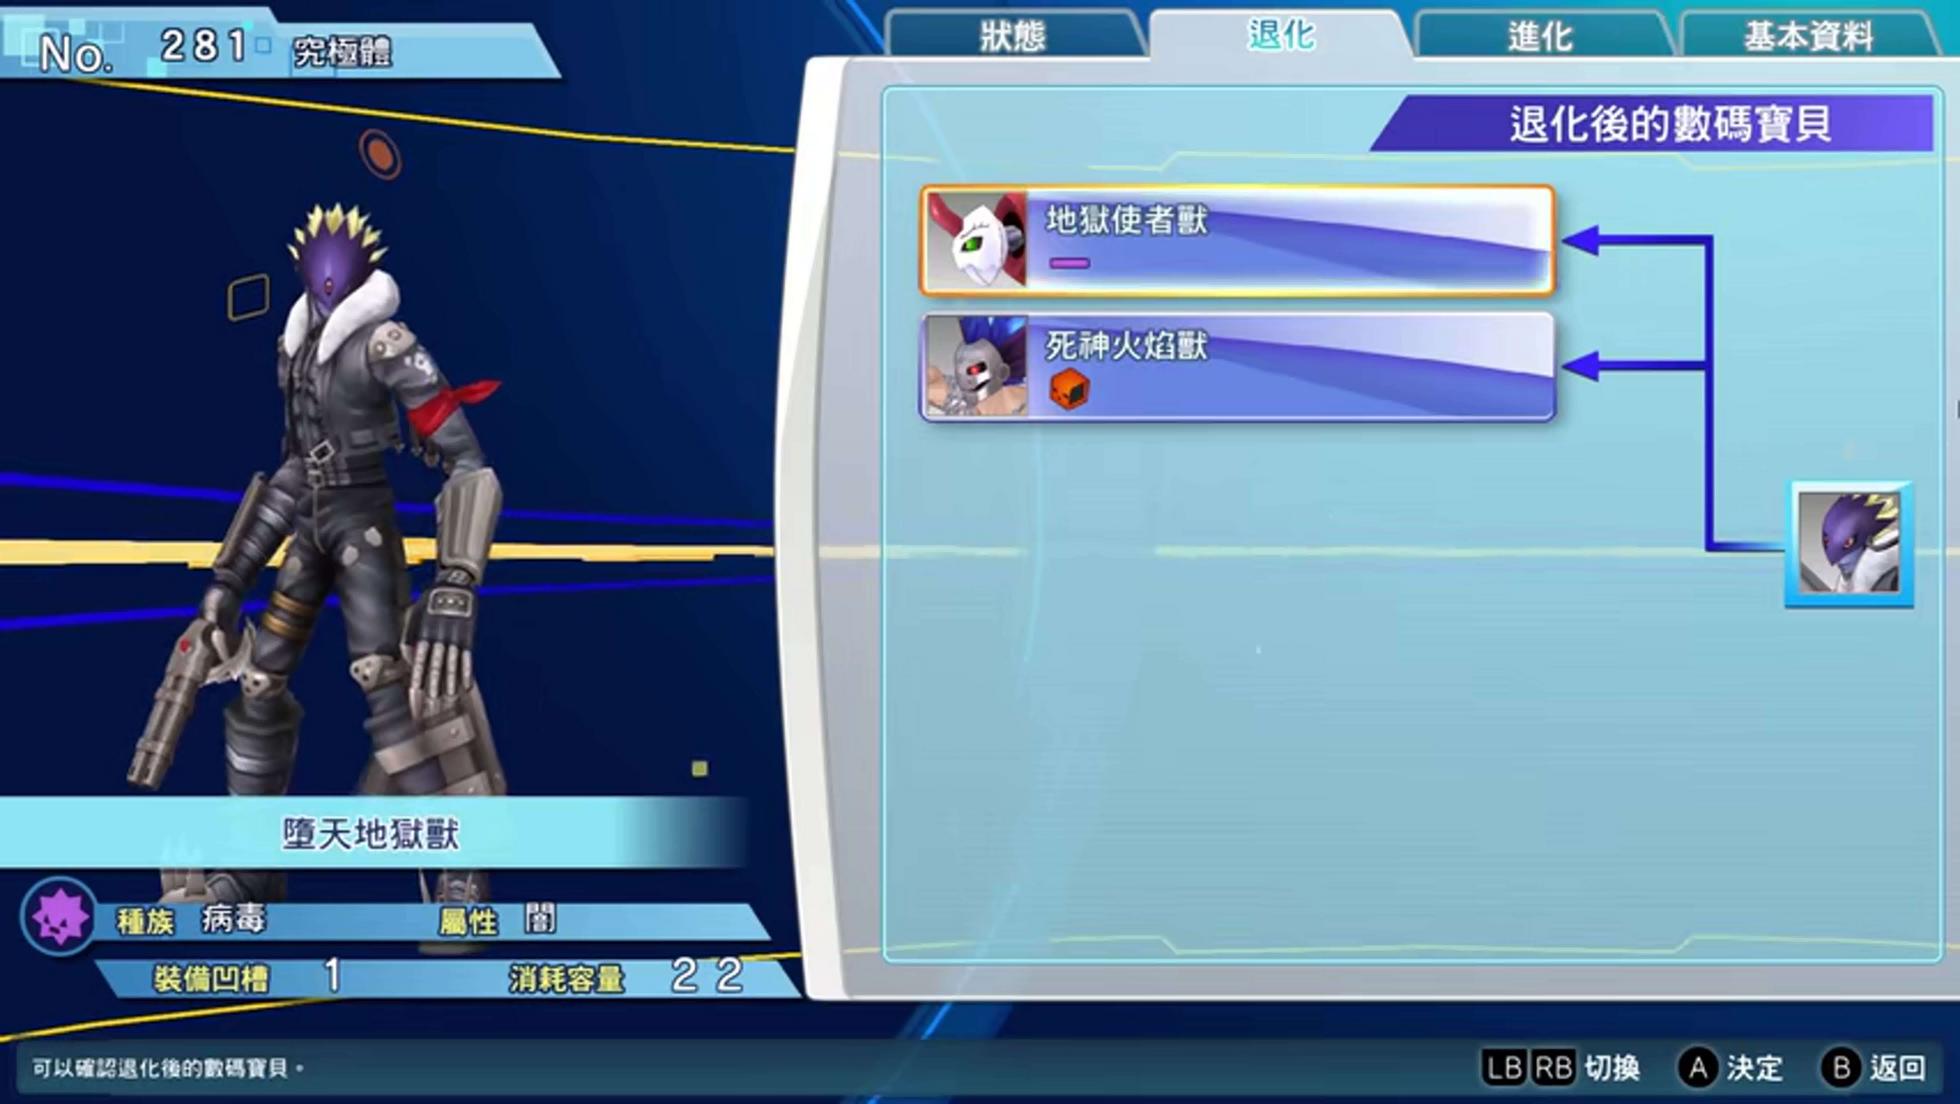 No. 281 究極體
狀態
退化
進化
基本資料
退化後的數碼寶貝
地獄使者獸
死神火焰獸
墮天地獄獸
種族 病毒
屬性 闇
裝備凹槽 1
消耗容量 22
可以確認退化後的數碼寶貝。
LB RB 切換
A 決定
B 返回